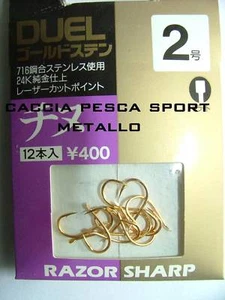 DUEL
ゴールドステン
2号
716鋼合ステンレス使用
24K純金仕上
レーザーカットポイント
CACCIA PESCA SPORT
METALLO
チヌ
12本入 ¥400
RAZOR SHARP